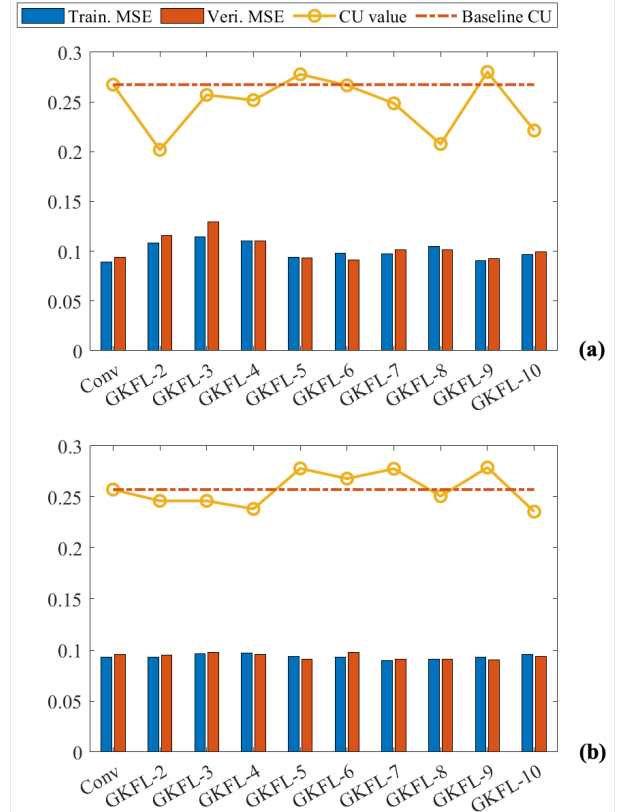 Train. MSE Veri. MSE CU value Baseline CU
0.3
0.25
0.2
0.15
0.1
0.05
0
Conv GKFL-2 GKFL-3 GKFL-4 GKFL-5 GKFL-6 GKFL-7 GKFL-8 GKFL-9 GKFL-10
(a)
0.3
0.25
0.2
0.15
0.1
0.05
0
Conv GKFL-2 GKFL-3 GKFL-4 GKFL-5 GKFL-6 GKFL-7 GKFL-8 GKFL-9 GKFL-10
(b)